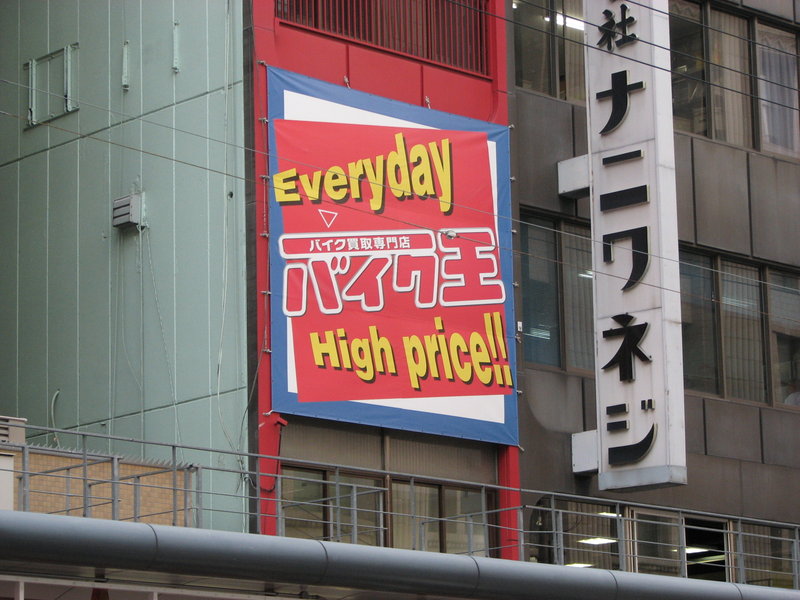 Everyday
バイク買取専門店
バイク王
High price!!
社ナニワネジ